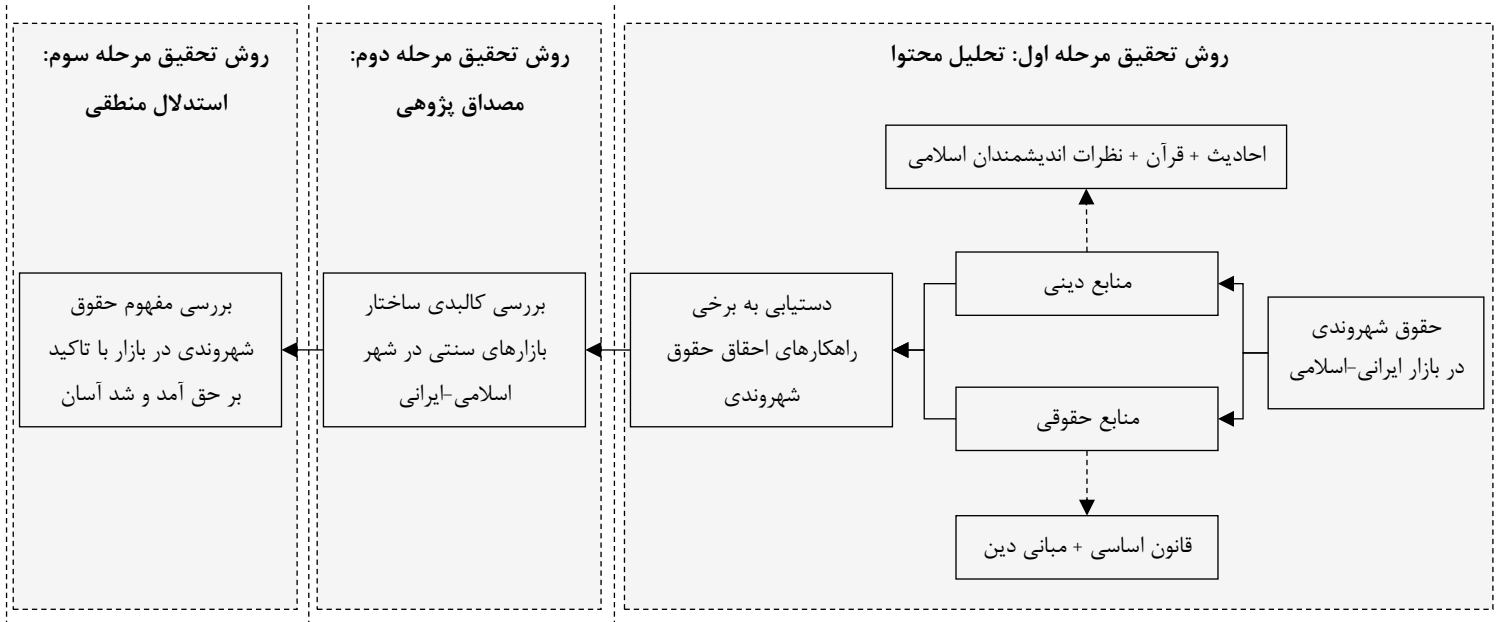 روش تحقیق مرحله اول: تحلیل محتوا
احادیث + قرآن + نظرات اندیشمندان اسلامی
منابع دینی
حقوق شهروندی
در بازار ایرانی-اسلامی
منابع حقوقی
قانون اساسی + مبانی دین
دستیابی به برخی
راهکارهای احقاق حقوق
شهروندی
روش تحقیق مرحله دوم:
مصداق پژوهی
بررسی کالبدی ساختار
بازارهای سنتی در شهر
اسلامی-ایرانی
روش تحقیق مرحله سوم:
استدلال منطقی
بررسی مفهوم حقوق
شهروندی در بازار با تاکید
بر حق آمد و شد آسان